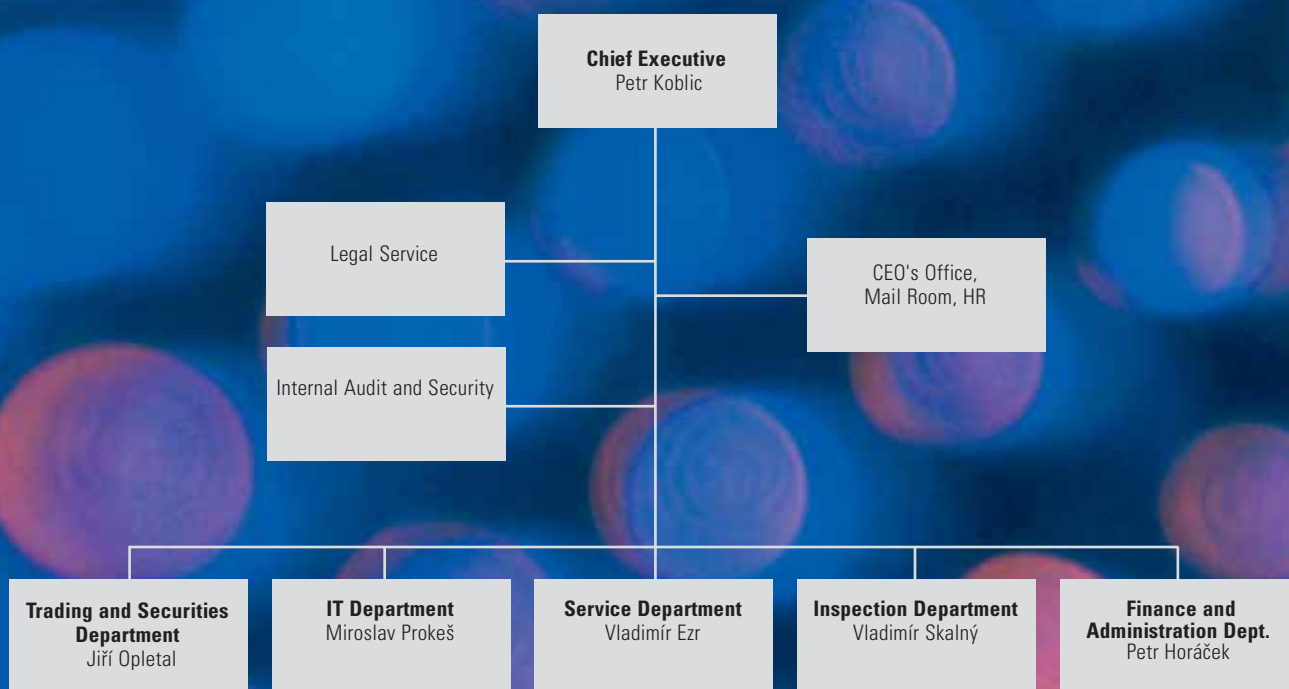 Chief Executive
Petr Koblic
Legal Service
CEO's Office,
Mail Room, HR
Internal Audit and Security
Trading and Securities
Department
Jiří Opletal
IT Department
Miroslav Prokeš
Service Department
Vladimír Ezr
Inspection Department
Vladimír Skalný
Finance and
Administration Dept.
Petr Horáček